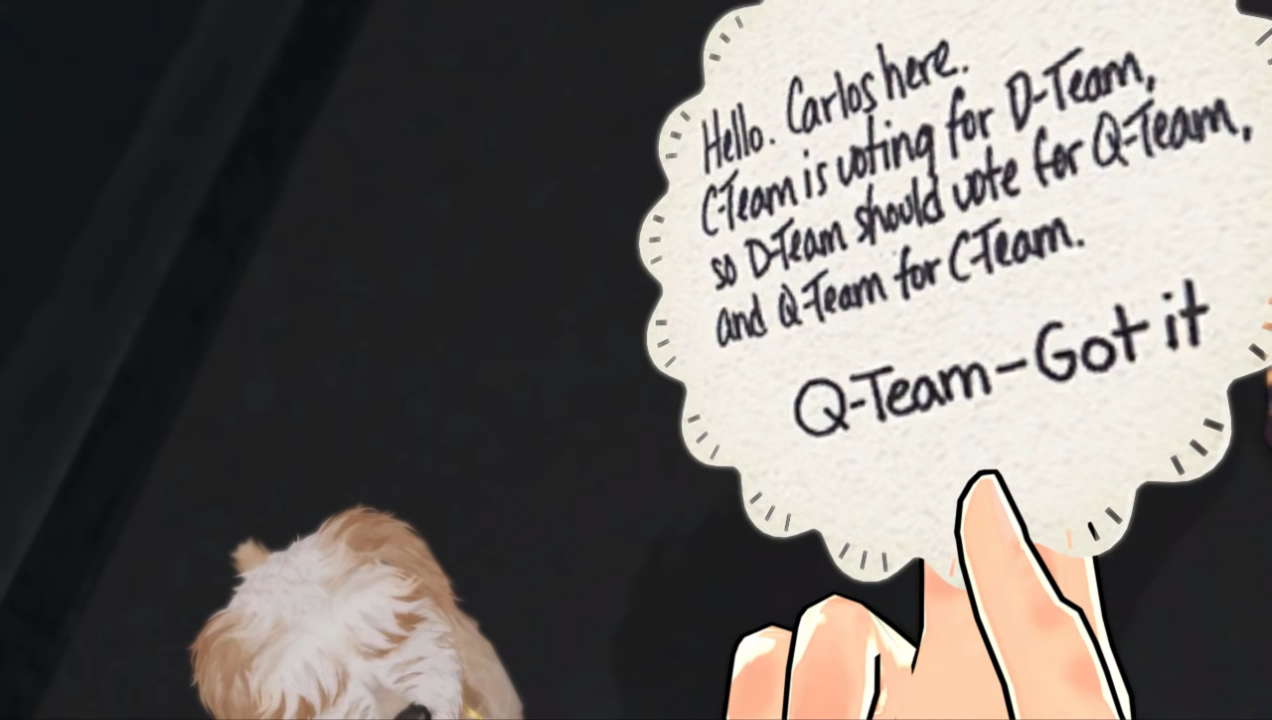 Hello. Carlos here.
C-Team is voting for D-Team,
so D-Team should vote for Q-Team,
and Q-Team for C-Team.
Q-Team-Got it